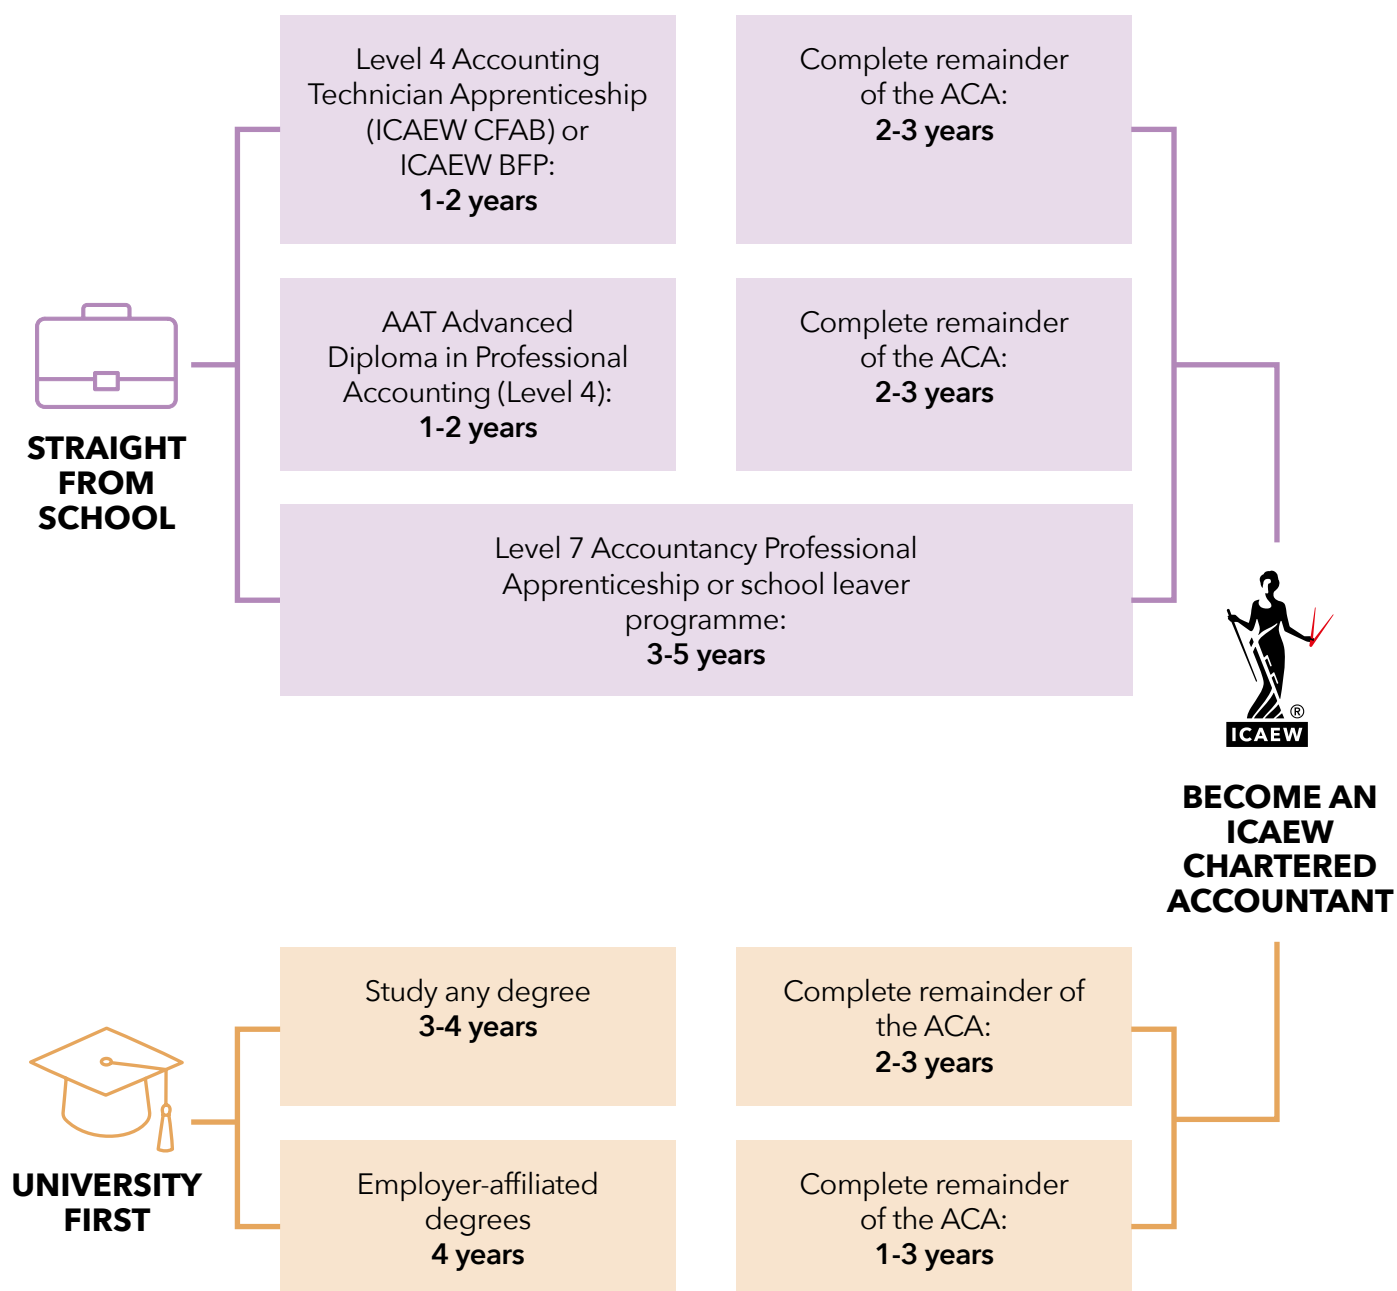 Level 4 Accounting
Technician Apprenticeship
(ICAEW CFAB) or
ICAEW BFP:
1-2 years
Complete remainder
of the ACA:
2-3 years
AAT Advanced
Diploma in Professional
Accounting (Level 4):
1-2 years
Complete remainder
of the ACA:
2-3 years
STRAIGHT
FROM
SCHOOL
Level 7 Accountancy Professional
Apprenticeship or school leaver
programme:
3-5 years
®
ICAEW
BECOME AN
ICAEW
CHARTERED
ACCOUNTANT
Study any degree
3-4 years
Complete remainder of
the ACA:
2-3 years
UNIVERSITY
FIRST
Employer-affiliated
degrees
4 years
Complete remainder
of the ACA:
1-3 years